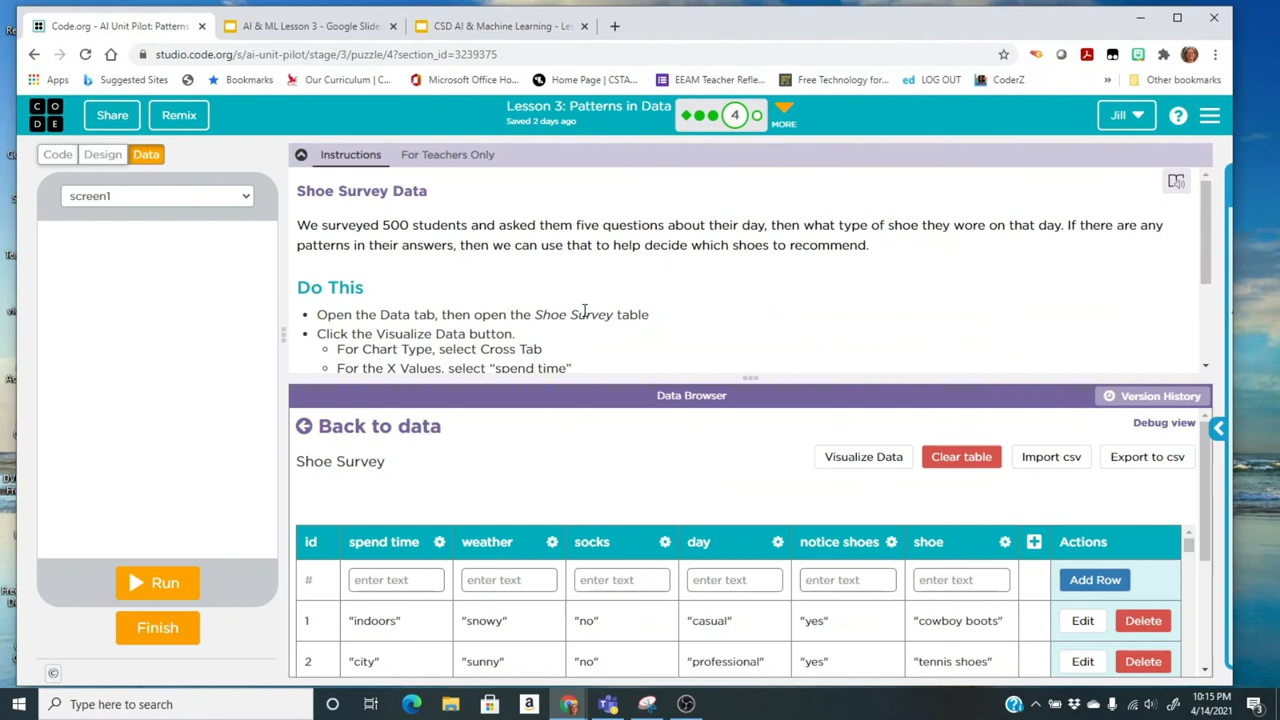 Code.org - AI Unit Pilot: Patterns
AI & ML Lesson 3 - Google Slide
CSD AI & Machine Learning - Le
studio.code.org/s/ai-unit-pilot/stage/3/puzzle/4?section_id=3239375
Apps
Suggested Sites
Bookmarks
Our Curriculum | C...
Microsoft Office Ho...
Home Page | CSTA...
EEAM Teacher Refle...
Free Technology for...
ed LOG OUT
CoderZ
»
Other bookmarks
CODE
Share
Remix
Lesson 3: Patterns in Data
Saved 2 days ago
4
MORE
Jill
?
Code
Design
Data
Instructions
For Teachers Only
screen1
Shoe Survey Data
We surveyed 500 students and asked them five questions about their day, then what type of shoe they wore on that day. If there are any
patterns in their answers, then we can use that to help decide which shoes to recommend.
Do This
• Open the Data tab, then open the Shoe Survey table
• Click the Visualize Data button.
For Chart Type, select Cross Tab
For the X Values, select "spend time"
Data Browser
Version History
Back to data
Debug view
Shoe Survey
Visualize Data
Clear table
Import csv
Export to csv
id spend time weather socks day notice shoes shoe Actions
# enter text enter text enter text enter text enter text enter text Add Row
1 "indoors" "snowy" "no" "casual" "yes" "cowboy boots" Edit Delete
2 "city" "sunny" "no" "professional" "yes" "tennis shoes" Edit Delete
Run
Finish
©
Type here to search
10:15 PM
4/14/2021